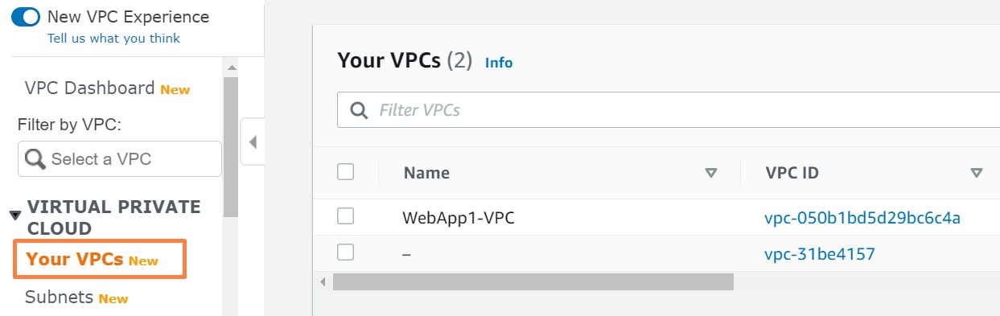 New VPC Experience
Tell us what you think
VPC Dashboard New
Filter by VPC:
Select a VPC
VIRTUAL PRIVATE
CLOUD
Your VPCs New
Subnets New
Your VPCs (2) Info
Filter VPCs
Name VPC ID
WebApp1-VPC vpc-050b1bd5d29bc6c4a
– vpc-31be4157